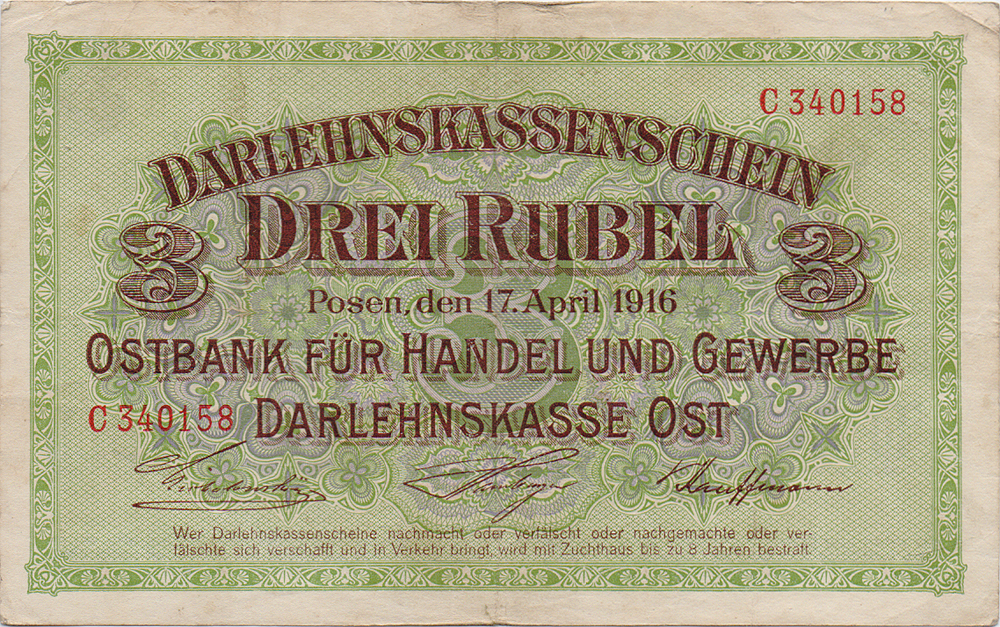 C 340158
DARLEHNSKASSENSCHEIN
DREI RUBEL
3 3
Posen, den 17. April 1916
OSTBANK FÜR HANDEL UND GEWERBE
C 340158 DARLEHNSKASSE OST
Kauffmann
Wer Darlehnskassenscheine nachmacht oder verfälscht oder nachgemachte oder ver-
fälschte sich verschafft und in Verkehr bringt, wird mit Zuchthaus bis zu 8 Jahren bestraft.